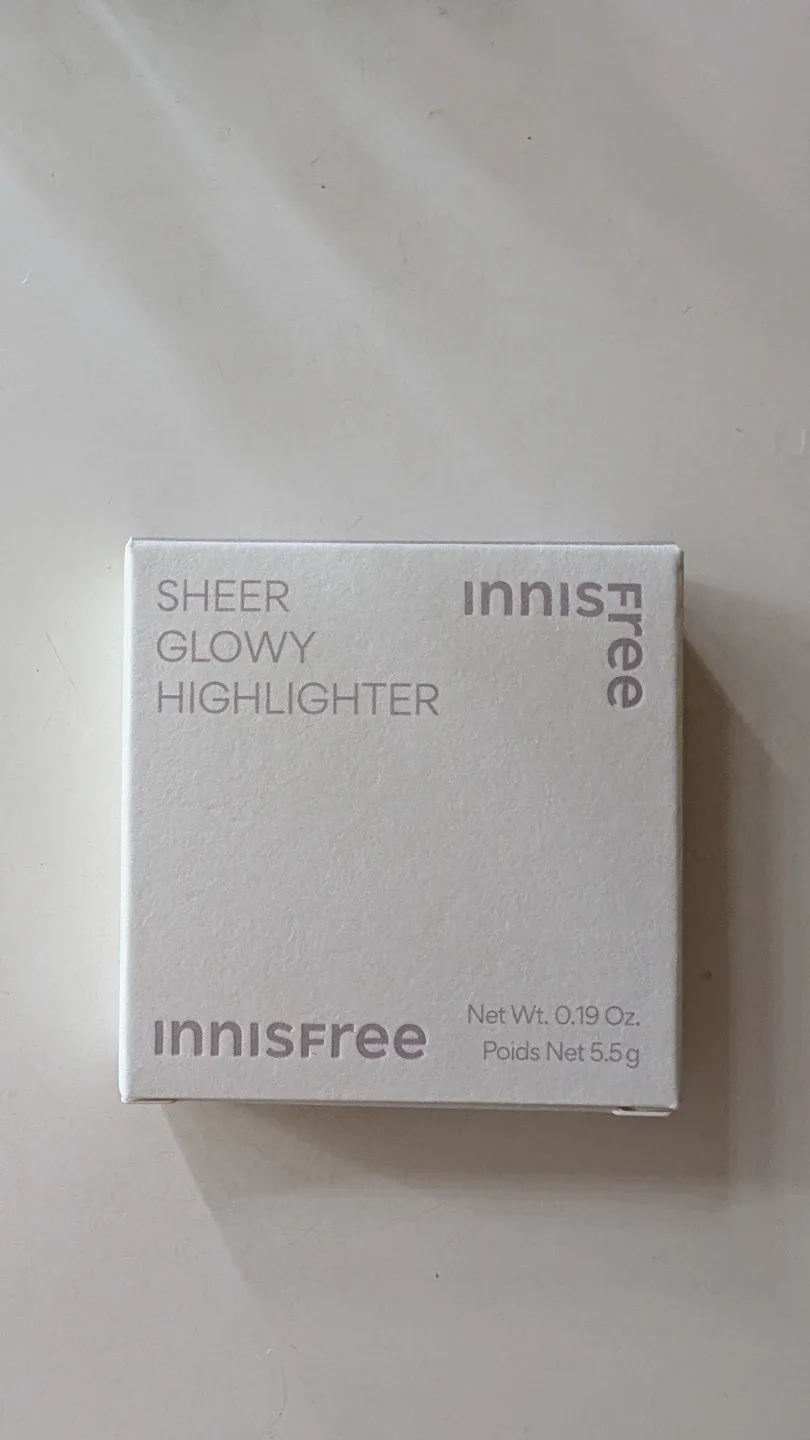 SHEER
GLOWY
HIGHLIGHTER
INNISFree
INNISFree
Net Wt. 0.19 Oz.
Poids Net 5.5g